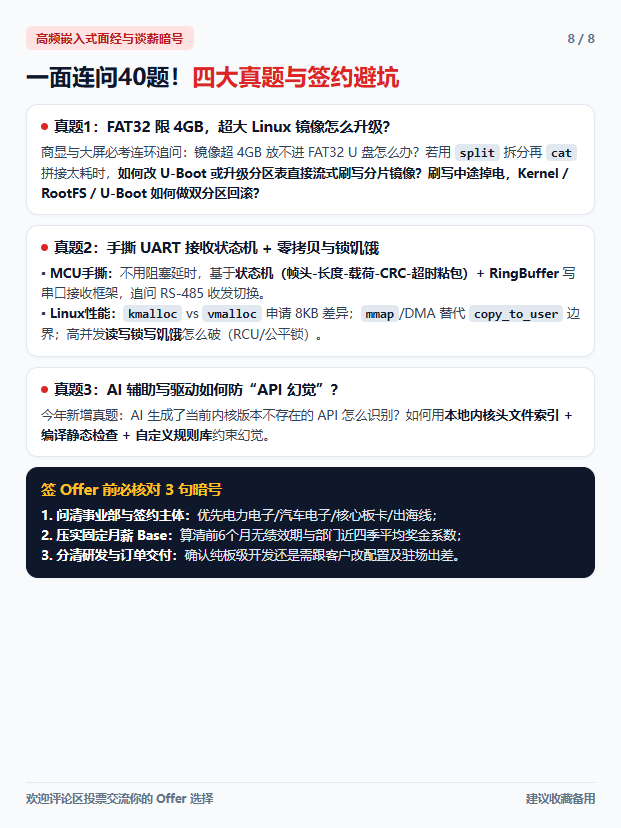 高频嵌入式面经与谈薪暗号
8 / 8
一面连问40题！四大真题与签约避坑
真题1：FAT32 限 4GB，超大 Linux 镜像怎么升级？
商显与大屏必考连环追问：镜像超 4GB 放不进 FAT32 U 盘怎么办？若用 split 拆分再 cat
拼接太耗时，如何改 U-Boot 或升级分区表直接流式刷写分片镜像？刷写中途掉电，Kernel /
RootFS / U-Boot 如何做双分区回滚？
真题2：手撕 UART 接收状态机 + 零拷贝与锁饥饿
▪ MCU手撕：不用阻塞延时，基于状态机（帧头-长度-载荷-CRC-超时粘包）+ RingBuffer 写
串口接收框架，追问 RS-485 收发切换。
▪ Linux性能：kmalloc vs vmalloc 申请 8KB 差异；mmap/DMA 替代 copy_to_user 边
界；高并发读写锁写饥饿怎么破（RCU/公平锁）。
真题3：AI 辅助写驱动如何防“API 幻觉”？
今年新增真题：AI 生成了当前内核版本不存在的 API 怎么识别？如何用本地内核头文件索引 +
编译静态检查 + 自定义规则库约束幻觉。
签 Offer 前必核对 3 句暗号
1. 问清事业部与签约主体：优先电力电子/汽车电子/核心板卡/出海线；
2. 压实固定月薪 Base：算清前6个月无绩效期与部门近四季平均奖金系数；
3. 分清研发与订单交付：确认纯板级开发还是需跟客户改配置及驻场出差。
欢迎评论区投票交流你的 Offer 选择
建议收藏备用